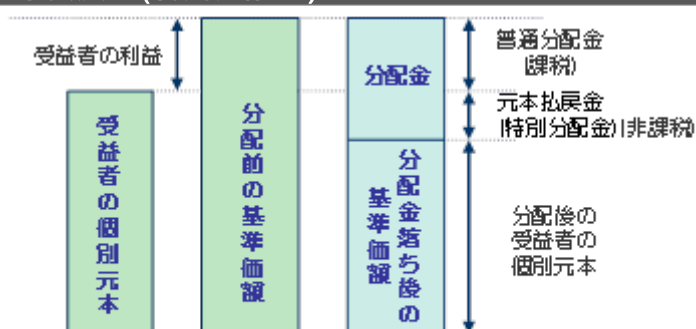 受益者の利益
受益者の個別元本
分配前の基準価額
分配金
分配金落ち後の
基準価額
普通分配金
(課税)
元本払戻金
(特別分配金)(非課税)
分配後の
受益者の
個別元本